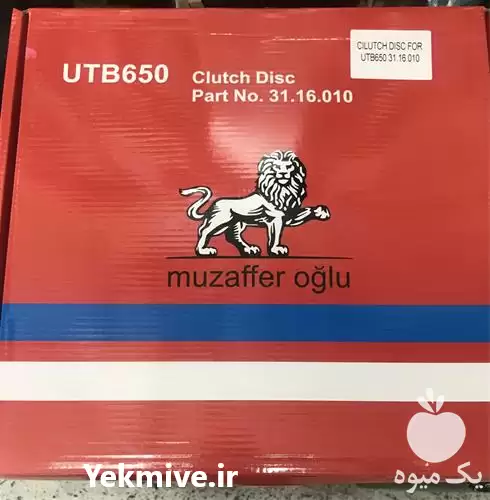 UTB650
Clutch Disc
Part No. 31.16.010
CILUTCH DISC FOR
UTB650 31.16.010
muzaffer oğlu
یک میوه
Yekmive.ir